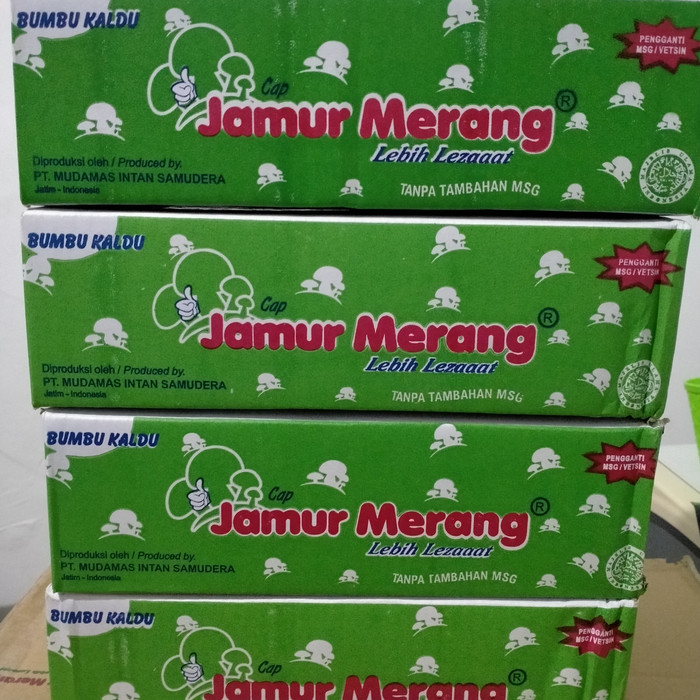 BUMBU KALDU
PENGGANTI
MSG / VETSIN
Cap
Jamur Merang ®
Lebih Lezaaat
Diproduksi oleh / Produced by.
PT. MUDAMAS INTAN SAMUDERA
Jatim - Indonesia
TANPA TAMBAHAN MSG
BUMBU KALDU
PENGGANTI
MSG / VETSIN
Cap
Jamur Merang ®
Lebih Lezaaat
Diproduksi oleh / Produced by.
PT. MUDAMAS INTAN SAMUDERA
Jatim - Indonesia
TANPA TAMBAHAN MSG
BUMBU KALDU
PENGGANTI
MSG / VETSIN
Cap
Jamur Merang ®
Lebih Lezaaat
Diproduksi oleh / Produced by.
PT. MUDAMAS INTAN SAMUDERA
Jatim - Indonesia
TANPA TAMBAHAN MSG
BUMBU KALDU
PENGGANTI
MSG / VETSIN
Cap
Jamur Merang ®